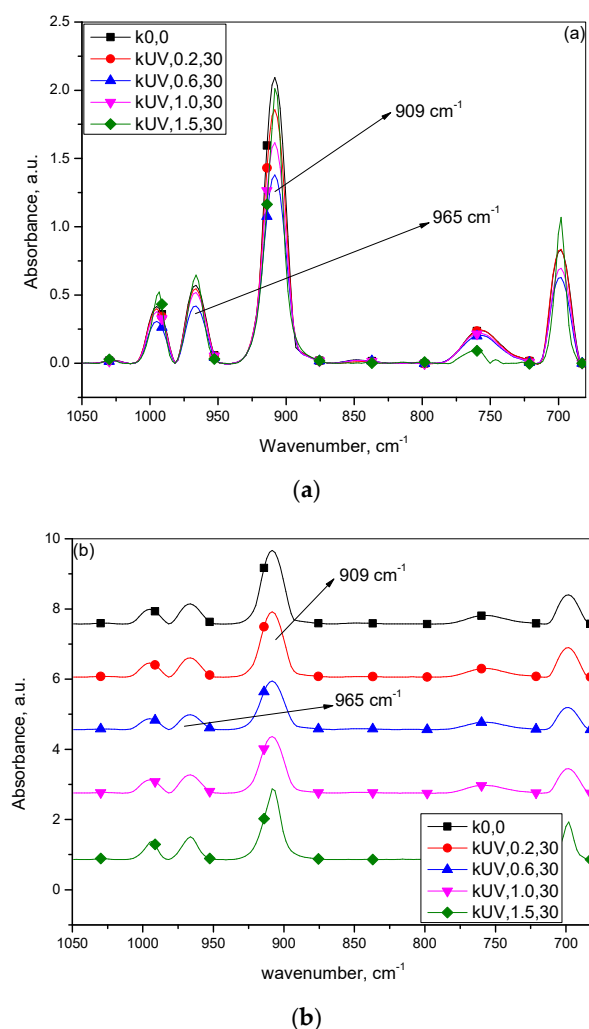 (a)
k0,0
kUV,0.2,30
kUV,0.6,30
kUV,1.0,30
kUV,1.5,30
909 cm-1
965 cm-1
Absorbance, a.u.
2.5
2.0
1.5
1.0
0.5
0.0
1050 1000 950 900 850 800 750 700
Wavenumber, cm-1
(a)
(b)
909 cm-1
965 cm-1
Absorbance, a.u.
10
8
6
4
2
0
k0,0
kUV,0.2,30
kUV,0.6,30
kUV,1.0,30
kUV,1.5,30
1050 1000 950 900 850 800 750 700
wavenumber, cm-1
(b)